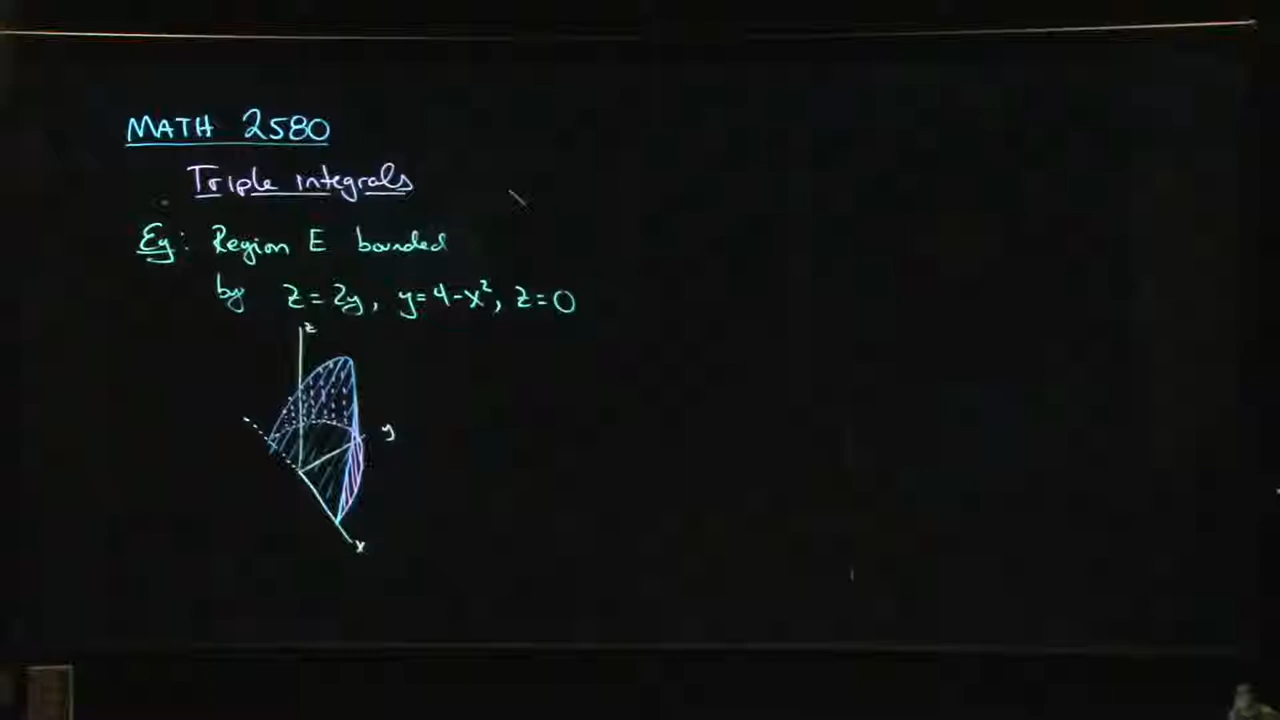 MATH 2580
Triple integrals
Eg: Region E bounded
by z = 2y, y = 4-x², z = 0
z
y
x